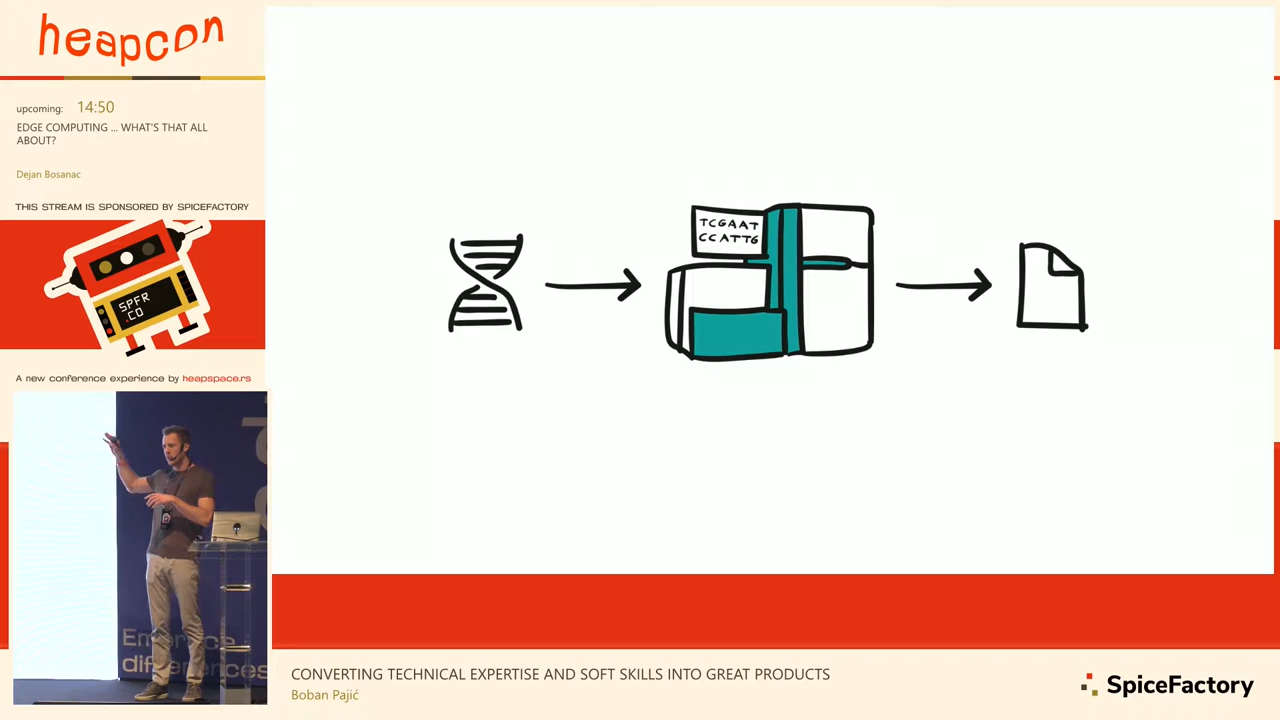 heapcon
upcoming: 14:50
EDGE COMPUTING ... WHAT'S THAT ALL
ABOUT?
Dejan Bosanac
THIS STREAM IS SPONSORED BY SPICEFACTORY
SPFR
.CO
A new conference experience by heapspace.rs
TCGAAT
CCATTG
Embrace
differences
CONVERTING TECHNICAL EXPERTISE AND SOFT SKILLS INTO GREAT PRODUCTS
Boban Pajić
SpiceFactory